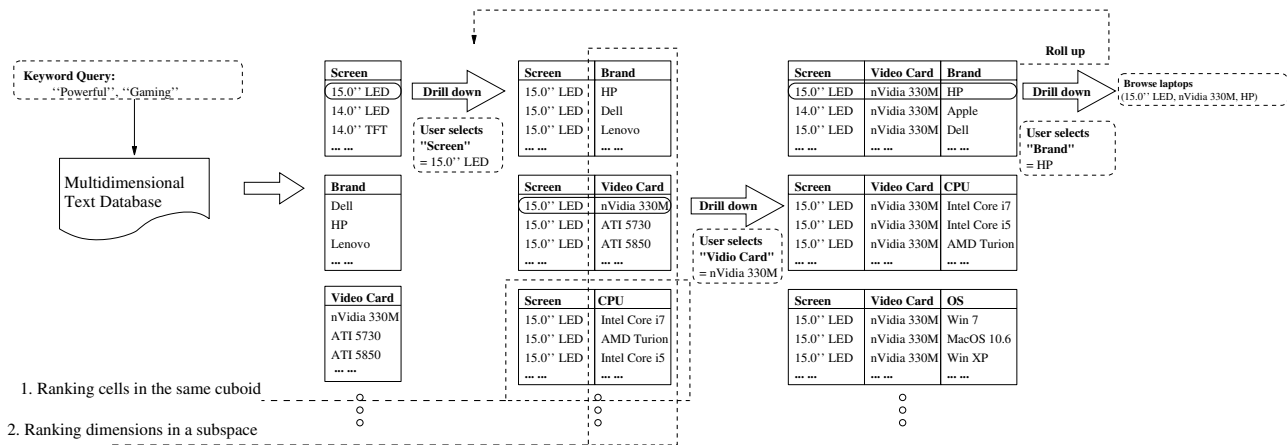 Roll up
Keyword Query:
‘‘Powerful’’, ‘‘Gaming’’
Multidimensional
Text Database
Screen
15.0’’ LED
14.0’’ LED
14.0’’ TFT
... ...
Brand
Dell
HP
Lenovo
... ...
Video Card
nVidia 330M
ATI 5730
ATI 5850
... ...
Drill down
User selects
"Screen"
= 15.0’’ LED
Screen Brand
15.0’’ LED HP
15.0’’ LED Dell
15.0’’ LED Lenovo
... ... ... ...
Screen Video Card
15.0’’ LED nVidia 330M
15.0’’ LED ATI 5730
15.0’’ LED ATI 5850
... ... ... ...
Screen CPU
15.0’’ LED Intel Core i7
15.0’’ LED AMD Turion
15.0’’ LED Intel Core i5
... ... ... ...
Drill down
User selects
"Vidio Card"
= nVidia 330M
Screen Video Card Brand
15.0’’ LED nVidia 330M HP
14.0’’ LED nVidia 330M Apple
15.0’’ LED nVidia 330M Dell
... ... ... ... ... ...
Screen Video Card CPU
15.0’’ LED nVidia 330M Intel Core i7
15.0’’ LED nVidia 330M Intel Core i5
15.0’’ LED nVidia 330M AMD Turion
... ... ... ... ... ...
Screen Video Card OS
15.0’’ LED nVidia 330M Win 7
15.0’’ LED nVidia 330M MacOS 10.6
15.0’’ LED nVidia 330M Win XP
... ... ... ... ... ...
Drill down
User selects
"Brand"
= HP
Browse laptops
(15.0’’ LED, nVidia 330M, HP)
1. Ranking cells in the same cuboid
2. Ranking dimensions in a subspace